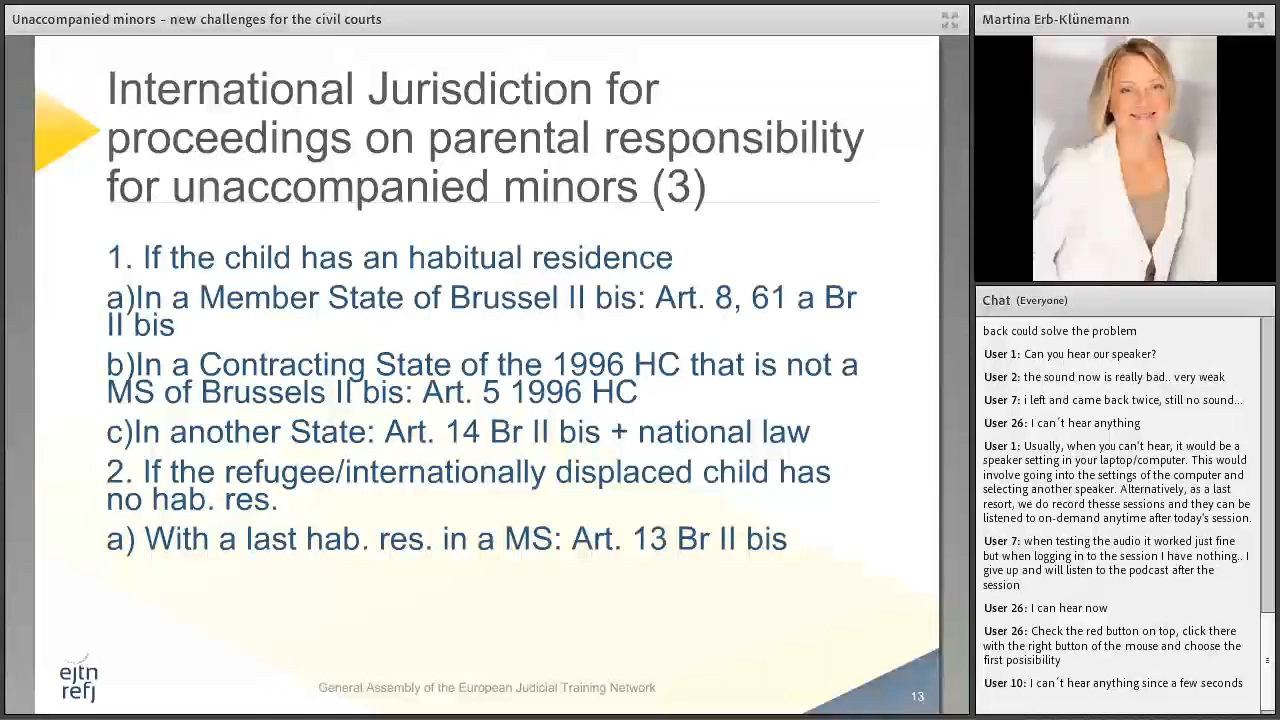 Unaccompanied minors - new challenges for the civil courts
International Jurisdiction for
proceedings on parental responsibility
for unaccompanied minors (3)
1. If the child has an habitual residence
a)In a Member State of Brussel II bis: Art. 8, 61 a Br
II bis
b)In a Contracting State of the 1996 HC that is not a
MS of Brussels II bis: Art. 5 1996 HC
c)In another State: Art. 14 Br II bis + national law
2. If the refugee/internationally displaced child has
no hab. res.
a) With a last hab. res. in a MS: Art. 13 Br II bis
ejtn
refj
General Assembly of the European Judicial Training Network
13
Martina Erb-Klünemann
Chat (Everyone)
back could solve the problem
User 1: Can you hear our speaker?
User 2: the sound now is really bad.. very weak
User 7: i left and came back twice, still no sound...
User 26: I can´t hear anything
User 1: Usually, when you can't hear, it would be a
speaker setting in your laptop/computer. This would
involve going into the settings of the computer and
selecting another speaker. Alternatively, as a last
resort, we do record thesse sessions and they can be
listened to on-demand anytime after today's session.
User 7: when testing the audio it worked just fine
but when logging in to the session I have nothing.. I
give up and will listen to the podcast after the
session
User 26: I can hear now
User 26: Check the red button on top, click there
with the right button of the mouse and choose the
first posisibility
User 10: I can´t hear anything since a few seconds